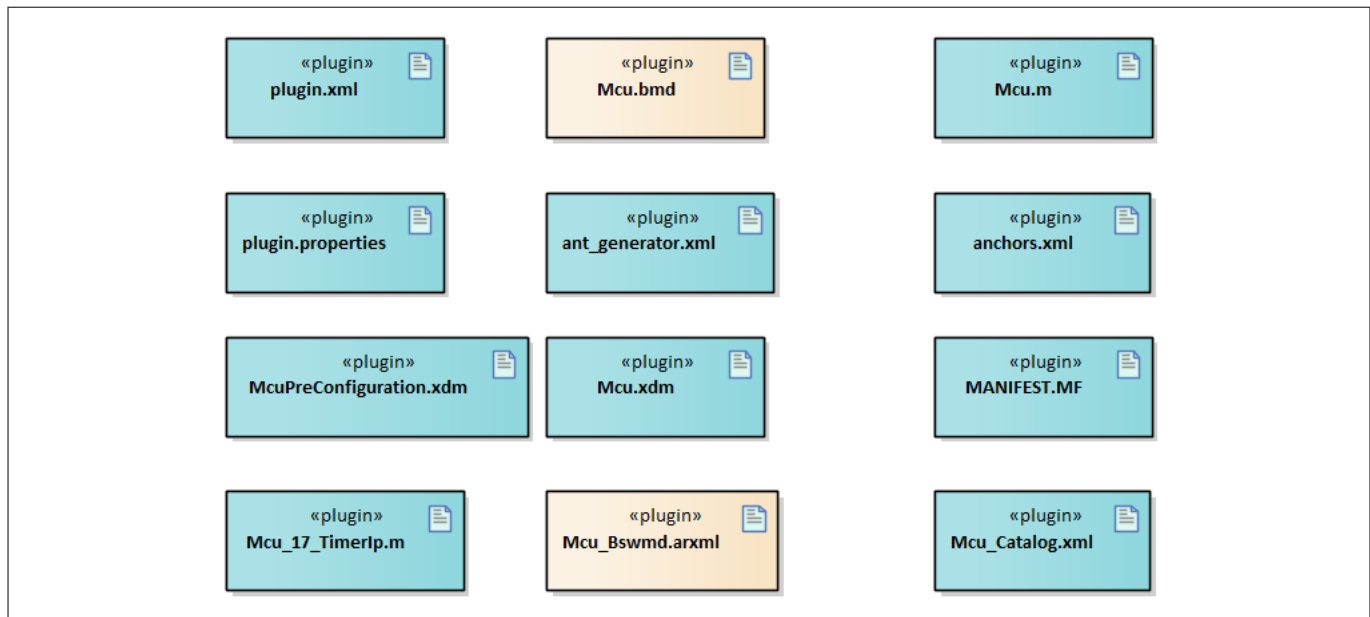 «plugin»
plugin.xml
«plugin»
Mcu.bmd
«plugin»
Mcu.m
«plugin»
plugin.properties
«plugin»
ant_generator.xml
«plugin»
anchors.xml
«plugin»
McuPreConfiguration.xdm
«plugin»
Mcu.xdm
«plugin»
MANIFEST.MF
«plugin»
Mcu_17_TimerIp.m
«plugin»
Mcu_Bswmd.arxml
«plugin»
Mcu_Catalog.xml